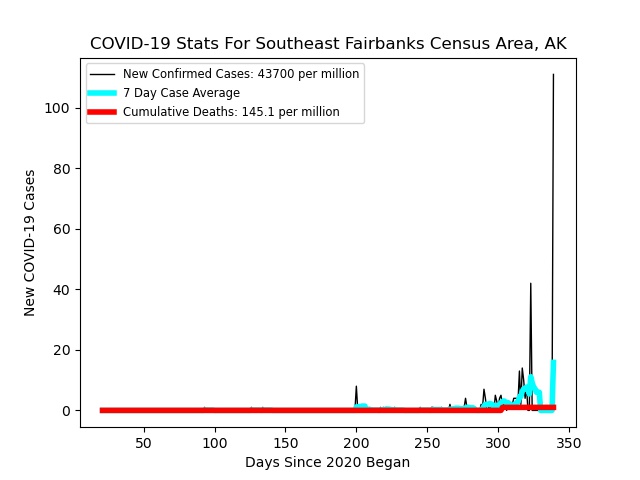 COVID-19 Stats For Southeast Fairbanks Census Area, AK
New Confirmed Cases: 43700 per million
7 Day Case Average
Cumulative Deaths: 145.1 per million
New COVID-19 Cases
100
80
60
40
20
0
50
100
150
200
250
300
350
Days Since 2020 Began